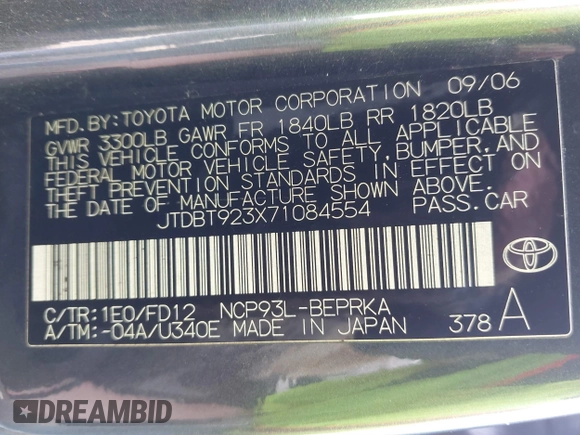 MFD.BY:TOYOTA MOTOR CORPORATION 09/06
GVWR 3300LB GAWR FR 1840LB RR 1820LB
THIS VEHICLE CONFORMS TO ALL APPLICABLE
FEDERAL MOTOR VEHICLE SAFETY,BUMPER,AND
THEFT PREVENTION STANDARDS IN EFFECT ON
THE DATE OF MANUFACTURE SHOWN ABOVE.
JTDBT923X71084554 PASS.CAR
TOYOTA
C/TR:1E0/FD12 NCP93L-BEPRKA
A/TM:-04A/U340E MADE IN JAPAN 378 A
DREAMBID